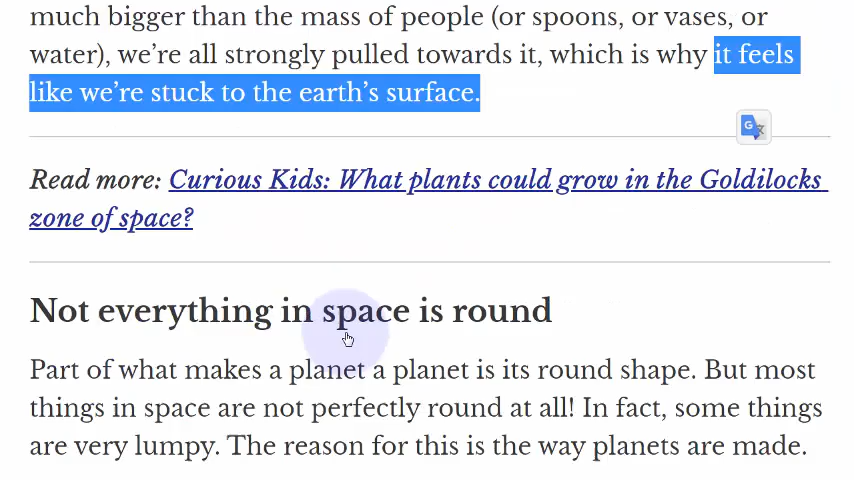 much bigger than the mass of people (or spoons, or vases, or
water), we’re all strongly pulled towards it, which is why it feels
like we’re stuck to the earth’s surface.
Read more: Curious Kids: What plants could grow in the Goldilocks
zone of space?
Not everything in space is round
Part of what makes a planet a planet is its round shape. But most
things in space are not perfectly round at all! In fact, some things
are very lumpy. The reason for this is the way planets are made.